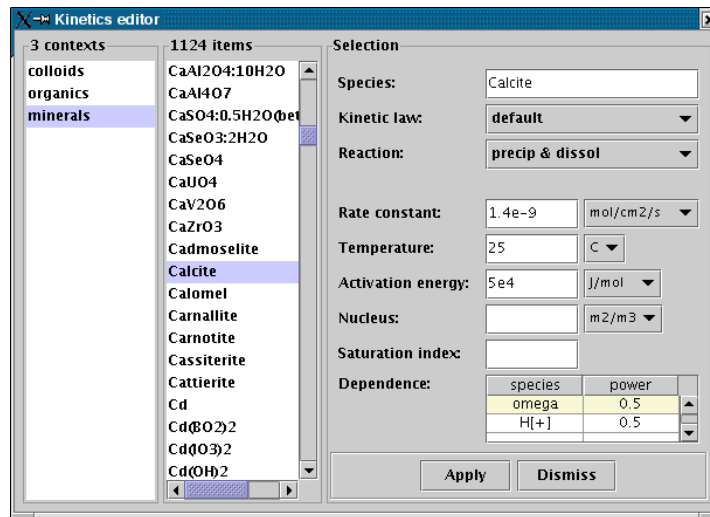 Kinetics editor
3 contexts
colloids
organics
minerals
1124 items
CaAl2O4:10H2O
CaAl4O7
CaSO4:0.5H2O(bet
CaSeO3:2H2O
CaSeO4
CaUO4
CaV2O6
CaZrO3
Cadmoselite
Calcite
Calomel
Carnallite
Carnotite
Cassiterite
Cattierite
Cd
Cd(BO2)2
Cd(IO3)2
Cd(OH)2
Selection
Species: Calcite
Kinetic law: default
Reaction: precip & dissol
Rate constant: 1.4e-9 mol/cm2/s
Temperature: 25 C
Activation energy: 5e4 J/mol
Nucleus: m2/m3
Saturation index:
Dependence: species power
omega 0.5
H[+] 0.5
Apply Dismiss